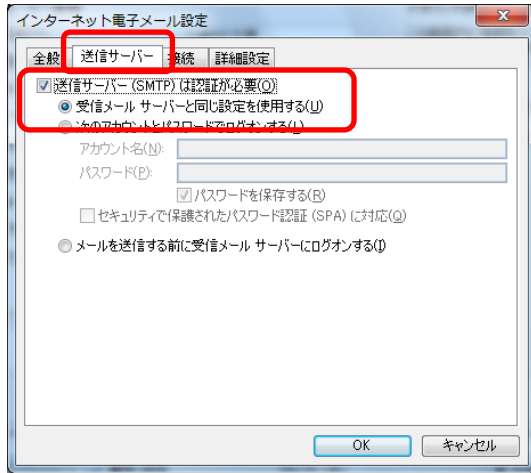 インターネット電子メール設定
全般 送信サーバー 接続 詳細設定
送信サーバー (SMTP) は認証が必要(O)
受信メール サーバーと同じ設定を使用する(U)
次のアカウントとパスワードでログオンする(L)
アカウント名(N):
パスワード(P):
パスワードを保存する(R)
セキュリティで保護されたパスワード認証 (SPA) に対応(Q)
メールを送信する前に受信メール サーバーにログオンする(I)
OK キャンセル